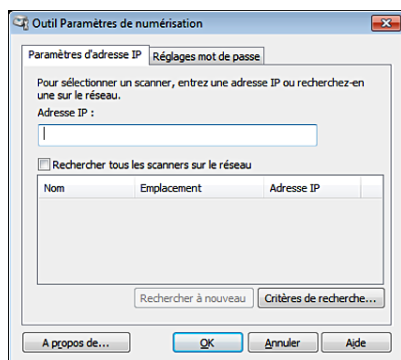 Outil Paramètres de numérisation
Paramètres d'adresse IP Réglages mot de passe
Pour sélectionner un scanner, entrez une adresse IP ou recherchez-en
une sur le réseau.
Adresse IP :
Rechercher tous les scanners sur le réseau
Nom Emplacement Adresse IP
Rechercher à nouveau Critères de recherche...
A propos de... OK Annuler Aide